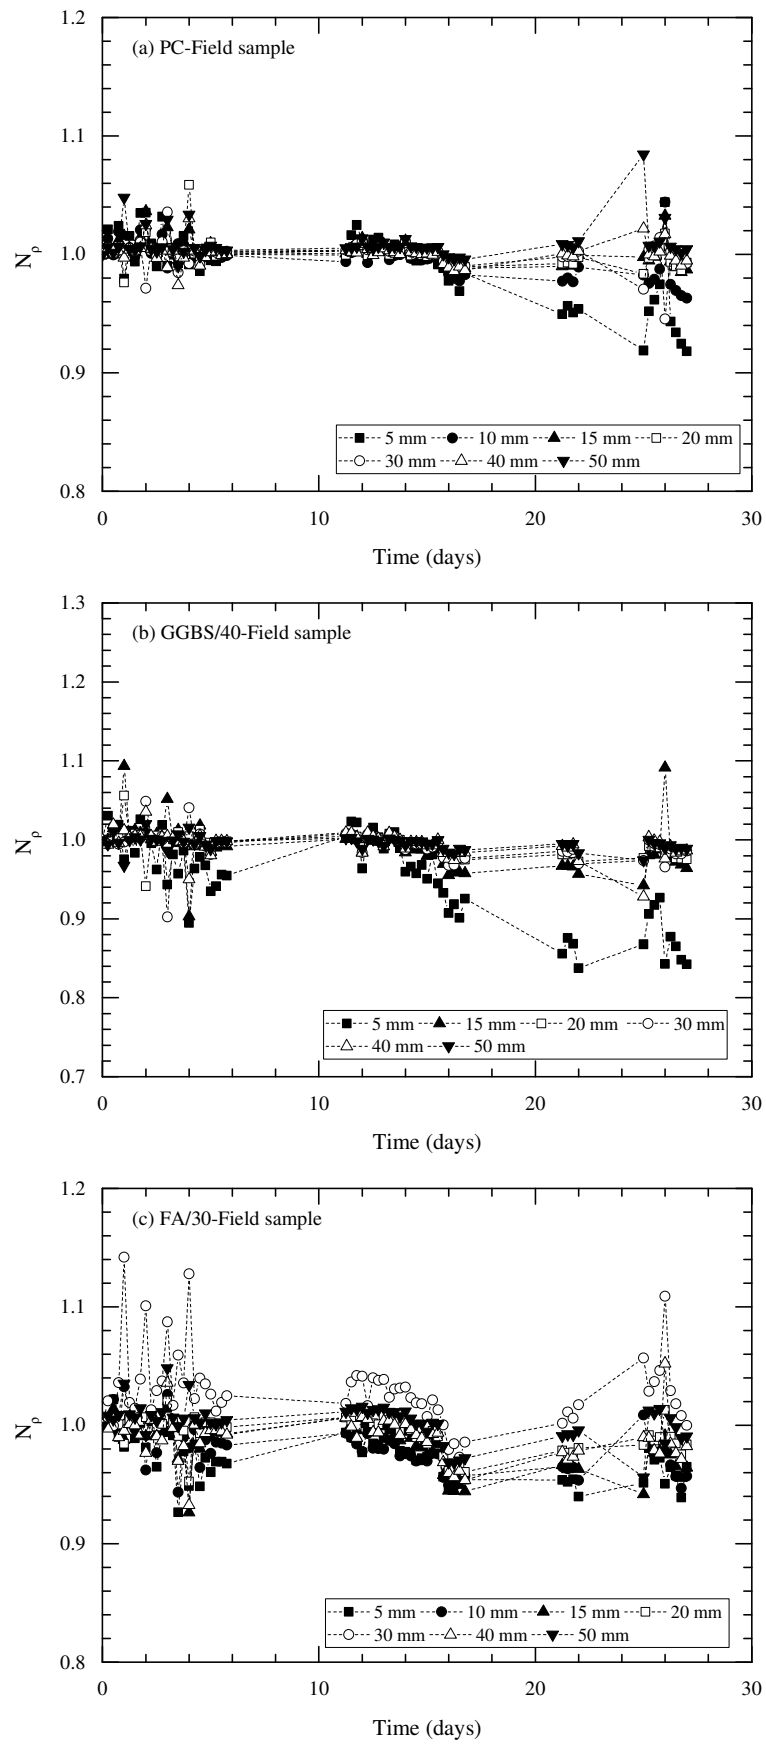 1.2
(a) PC-Field sample
1.1
1.0
Nρ
0.9
5 mm 10 mm 15 mm 20 mm
30 mm 40 mm 50 mm
0.8
0 10 20 30
Time (days)
1.3
(b) GGBS/40-Field sample
1.2
1.1
1.0
Nρ
0.9
0.8
5 mm 15 mm 20 mm 30 mm
40 mm 50 mm
0.7
0 10 20 30
Time (days)
1.2
(c) FA/30-Field sample
1.1
1.0
Nρ
0.9
5 mm 10 mm 15 mm 20 mm
30 mm 40 mm 50 mm
0.8
0 10 20 30
Time (days)